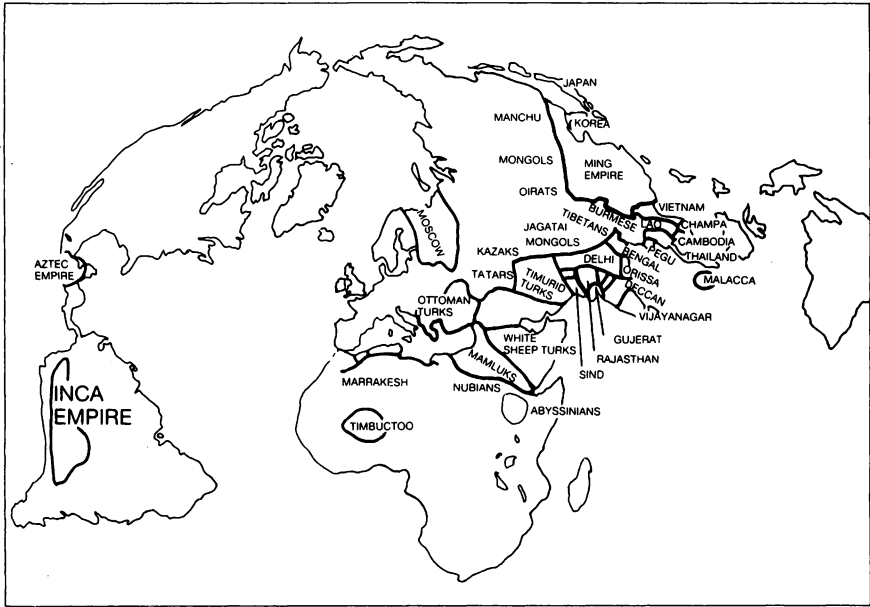 JAPAN
MANCHU
KOREA
MONGOLS
MING
EMPIRE
OIRATS
VIETNAM
BURMESE
LAO
CHAMPA
TIBETANS
JAGATAI
MONGOLS
CAMBODIA
PEGU
THAILAND
BENGAL
DELHI
KAZAKS
MOSCOW
TATARS
TIMURID
TURKS
ORISSA
DECCAN
MALACCA
AZTEC
EMPIRE
OTTOMAN
TURKS
VIJAYANAGAR
WHITE
SHEEP TURKS
GUJERAT
RAJASTHAN
SIND
MAMLUKS
MARRAKESH
NUBIANS
INCA
EMPIRE
ABYSSINIANS
TIMBUCTOO